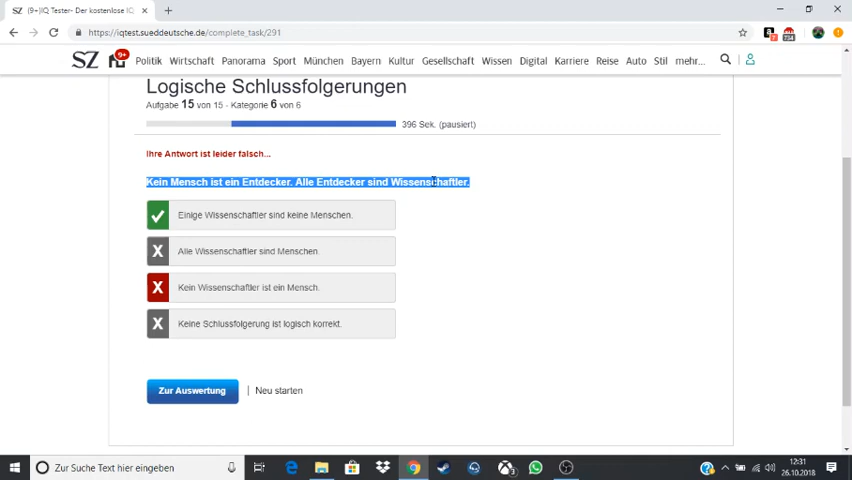 (9+)IQ Tester- Der kostenlose IQ
https://iqtest.sueddeutsche.de/complete_task/291
SZ 9+ Politik Wirtschaft Panorama Sport München Bayern Kultur Gesellschaft Wissen Digital Karriere Reise Auto Stil mehr...
Logische Schlussfolgerungen
Aufgabe 15 von 15 - Kategorie 6 von 6
396 Sek. (pausiert)
Ihre Antwort ist leider falsch...
Kein Mensch ist ein Entdecker. Alle Entdecker sind Wissenschaftler.
Einige Wissenschaftler sind keine Menschen.
X Alle Wissenschaftler sind Menschen.
X Kein Wissenschaftler ist ein Mensch.
X Keine Schlussfolgerung ist logisch korrekt.
Zur Auswertung | Neu starten
Zur Suche Text hier eingeben
12:31
26.10.2018